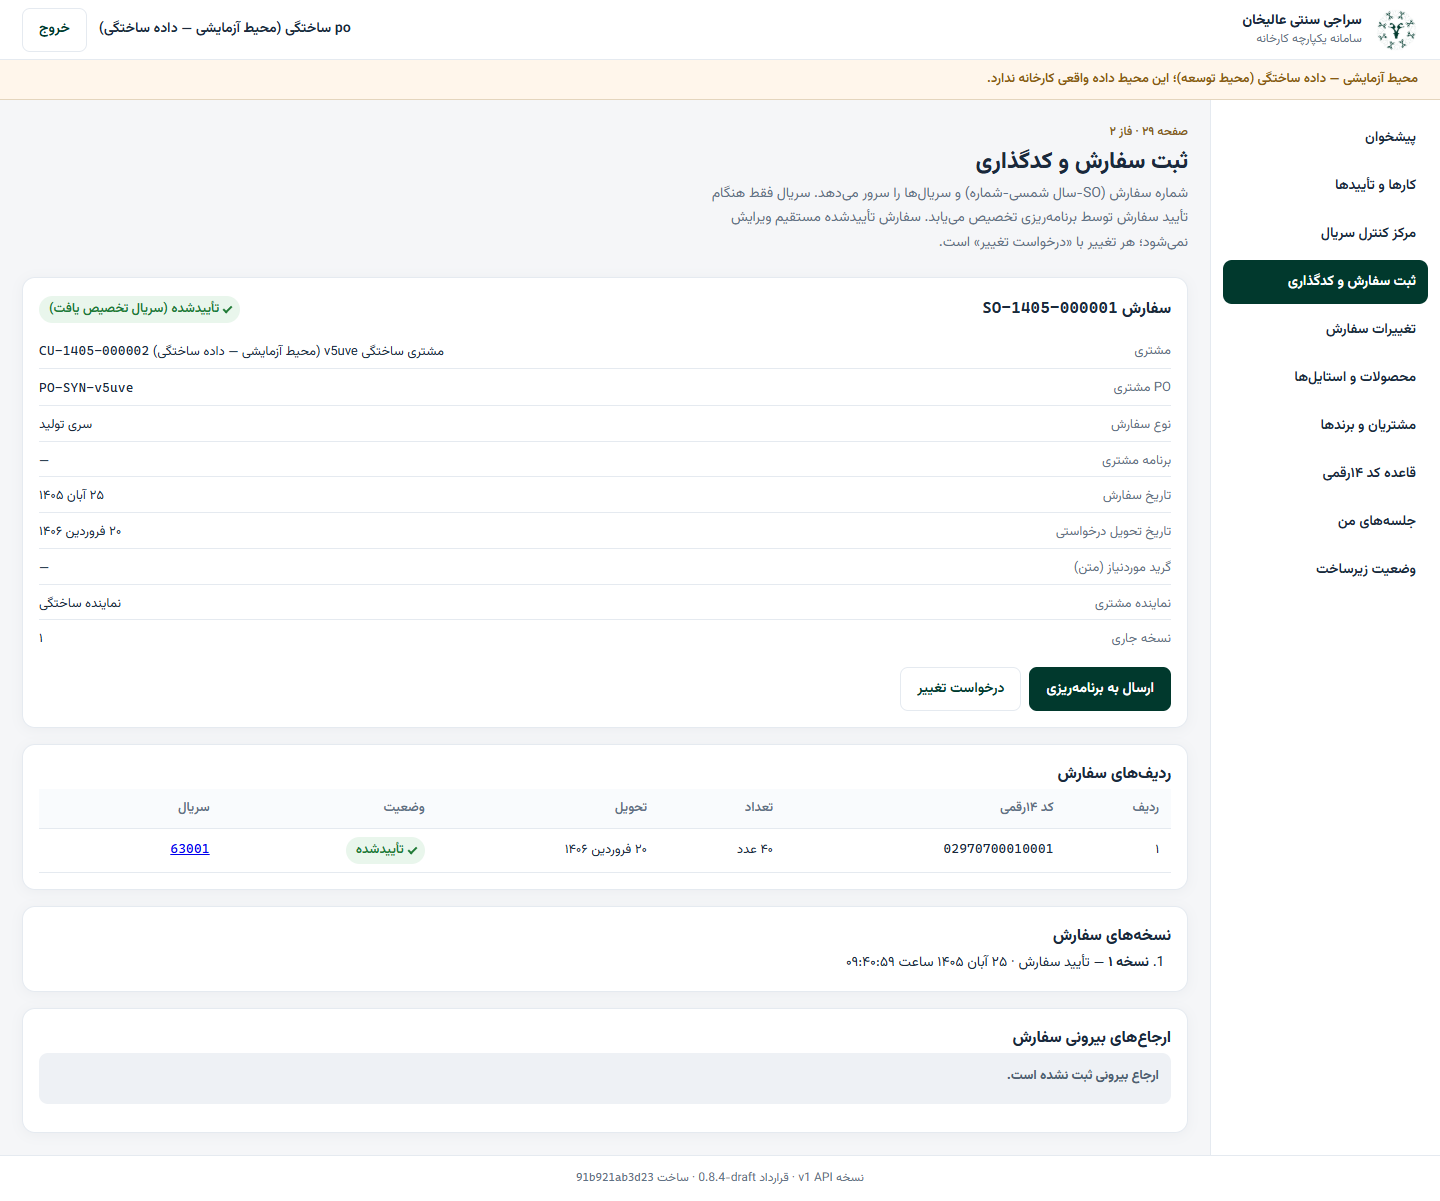 سراجی سنتی عالیخان
سامانه یکپارچه کارخانه
po ساختگی (محیط آزمایشی – داده ساختگی)
خروج
محیط آزمایشی – داده ساختگی (محیط توسعه)؛ این محیط داده واقعی کارخانه ندارد.
پیشخوان
کارها و تأییدها
مرکز کنترل سریال
ثبت سفارش و کدگذاری
تغییرات سفارش
محصولات و استایل‌ها
مشتریان و برندها
قاعده کد ۱۴رقمی
جلسه‌های من
وضعیت زیرساخت
صفحه ۲۹ · فاز ۲
ثبت سفارش و کدگذاری
شماره سفارش (SO-سال شمسی-شماره) و سریال‌ها را سرور می‌دهد. سریال فقط هنگام
تأیید سفارش توسط برنامه‌ریزی تخصیص می‌یابد. سفارش تأییدشده مستقیم ویرایش
نمی‌شود؛ هر تغییر با «درخواست تغییر» است.
سفارش SO-1405-000001
✓ تأییدشده (سریال تخصیص یافت)
مشتری
مشتری ساختگی v5uve (محیط آزمایشی – داده ساختگی) CU-1405-000002
PO مشتری
PO-SYN-v5uve
نوع سفارش
سری تولید
برنامه مشتری
–
تاریخ سفارش
۲۵ آبان ۱۴۰۵
تاریخ تحویل درخواستی
۲۰ فروردین ۱۴۰۶
گرید موردنیاز (متن)
–
نماینده مشتری
نماینده ساختگی
نسخه جاری
۱
ارسال به برنامه‌ریزی
درخواست تغییر
ردیف‌های سفارش
ردیف کد ۱۴رقمی تعداد تحویل وضعیت سریال
۱ 02970700010001 ۴۰ عدد ۲۰ فروردین ۱۴۰۶ ✓ تأییدشده 63001
نسخه‌های سفارش
1. نسخه ۱ – تأیید سفارش · ۲۵ آبان ۱۴۰۵ ساعت ۰۹:۴۰:۵۹
ارجاع‌های بیرونی سفارش
ارجاع بیرونی ثبت نشده است.
نسخه API v1 · قرارداد 0.8.4-draft · ساخت 91b921ab3d23